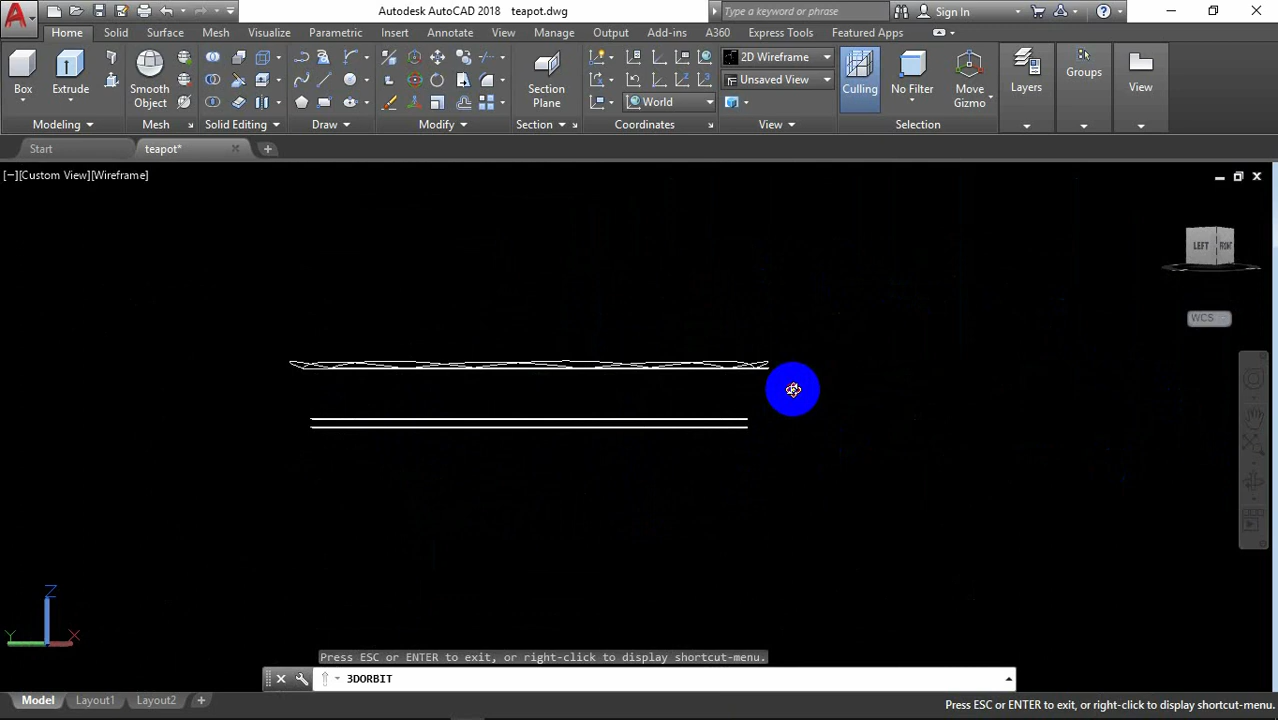 Autodesk AutoCAD 2018 teapot.dwg
Type a keyword or phrase
Sign In
Home Solid Surface Mesh Visualize Parametric Insert Annotate View Manage Output Add-ins A360 Express Tools Featured Apps
Box Extrude Smooth Object Section Plane
World
2D Wireframe
Unsaved View
Culling No Filter Move Gizmo Layers Groups View
Modeling Mesh Solid Editing Draw Modify Section Coordinates View Selection
Start teapot*
[−][Custom View][Wireframe]
LEFT FRONT
WCS
Z
Y X
Press ESC or ENTER to exit, or right-click to display shortcut-menu.
3DORBIT
Model Layout1 Layout2
Press ESC or ENTER to exit, or right-click to display shortcut-menu.